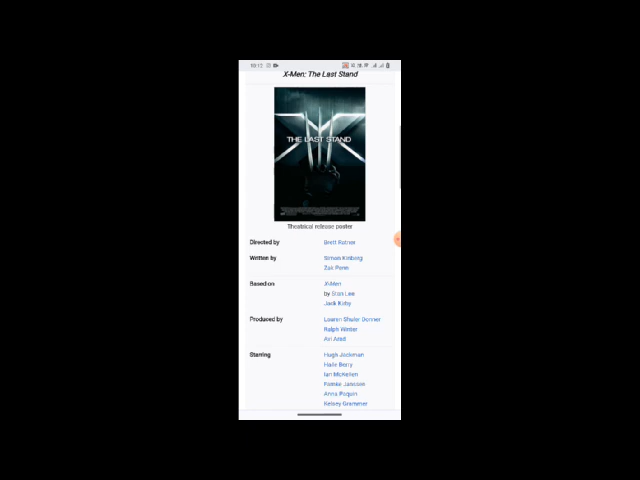 X-Men: The Last Stand
THE LAST STAND
Theatrical release poster
Directed by Brett Ratner
Written by Simon Kinberg
Zak Penn
Based on X-Men
by Stan Lee
Jack Kirby
Produced by Lauren Shuler Donner
Ralph Winter
Avi Arad
Starring Hugh Jackman
Halle Berry
Ian McKellen
Famke Janssen
Anna Paquin
Kelsey Grammer